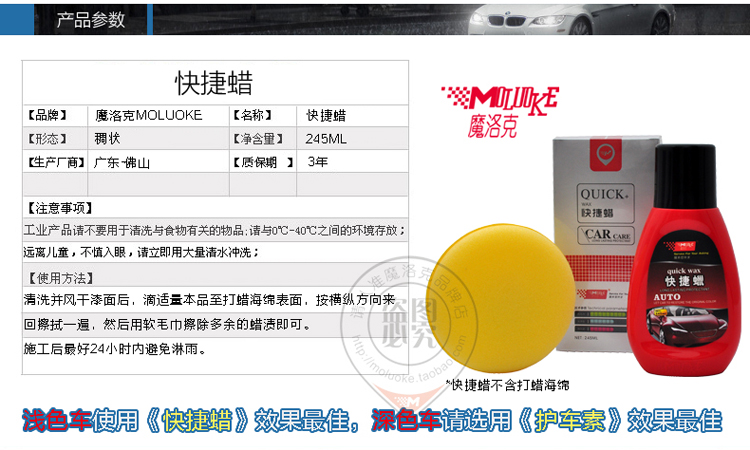 产品参数
快捷蜡
【品牌】 魔洛克MOLUOKE 【名称】 快捷蜡
【形态】 稠状 【净含量】 245ML
【生产厂商】 广东-佛山 【质保期】 3年
【注意事项】
工业产品请不要用于清洗与食物有关的物品;请与0℃-40℃之间的环境存放；
远离儿童，不慎入眼，请立即用大量清水冲洗；
【使用方法】
清洗并风干漆面后，滴适量本品至打蜡海绵表面，按横纵方向来
回擦拭一遍，然后用软毛巾擦除多余的蜡渍即可。
施工后最好24小时内避免淋雨。
MOLUOKE
魔洛克
QUICK
WAX
快捷蜡
CAR CARE
quick wax
快捷蠟
AUTO
*快捷蜡不含打蜡海绵
盗图必究
http://moluoke.taobao.com
浅色车使用《快捷蜡》效果最佳，深色车请选用《护车素》效果最佳